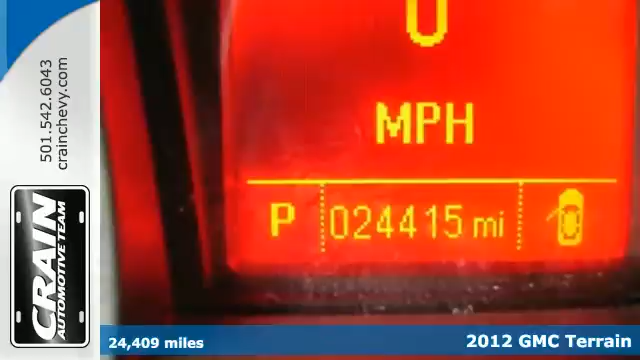 0
MPH
P 024415 mi
501.542.6043
crainchevy.com
CRAIN
AUTOMOTIVE TEAM
24,409 miles
2012 GMC Terrain